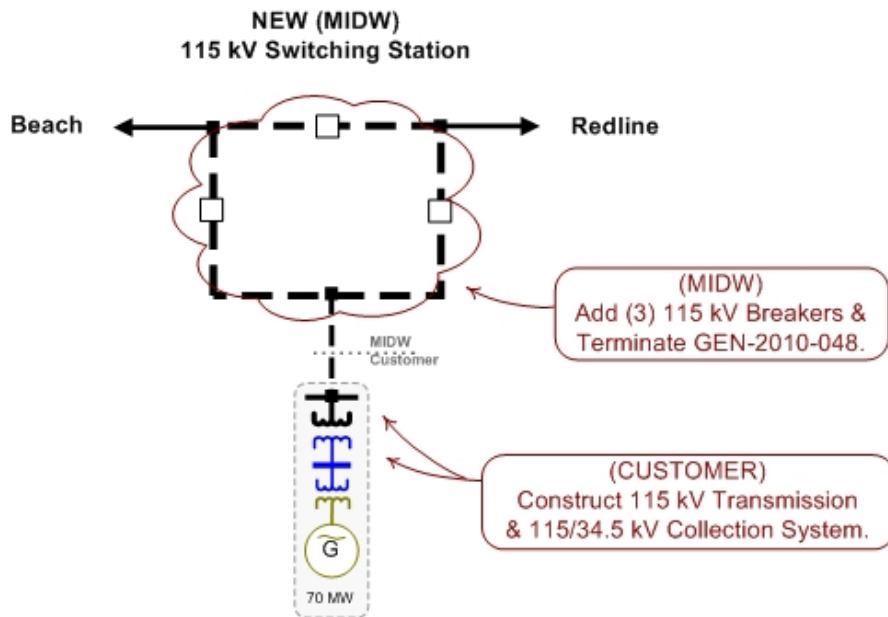 NEW (MIDW)
115 kV Switching Station
Beach
Redline
(MIDW)
Add (3) 115 kV Breakers &
Terminate GEN-2010-048.
MIDW
Customer
(CUSTOMER)
Construct 115 kV Transmission
& 115/34.5 kV Collection System.
G
70 MW